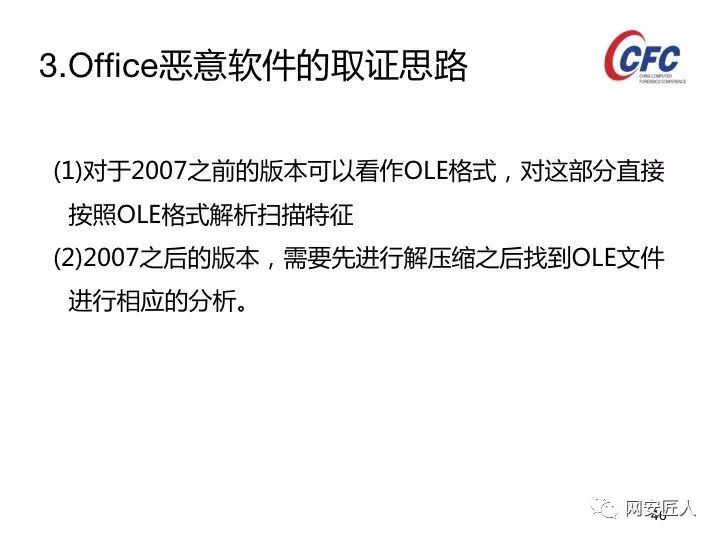 3.Office恶意软件的取证思路
CFC
CHINA COMPUTER
FORENSICS CONFERENCE
(1)对于2007之前的版本可以看作OLE格式，对这部分直接
按照OLE格式解析扫描特征
(2)2007之后的版本，需要先进行解压缩之后找到OLE文件
进行相应的分析。
网安匠人
46